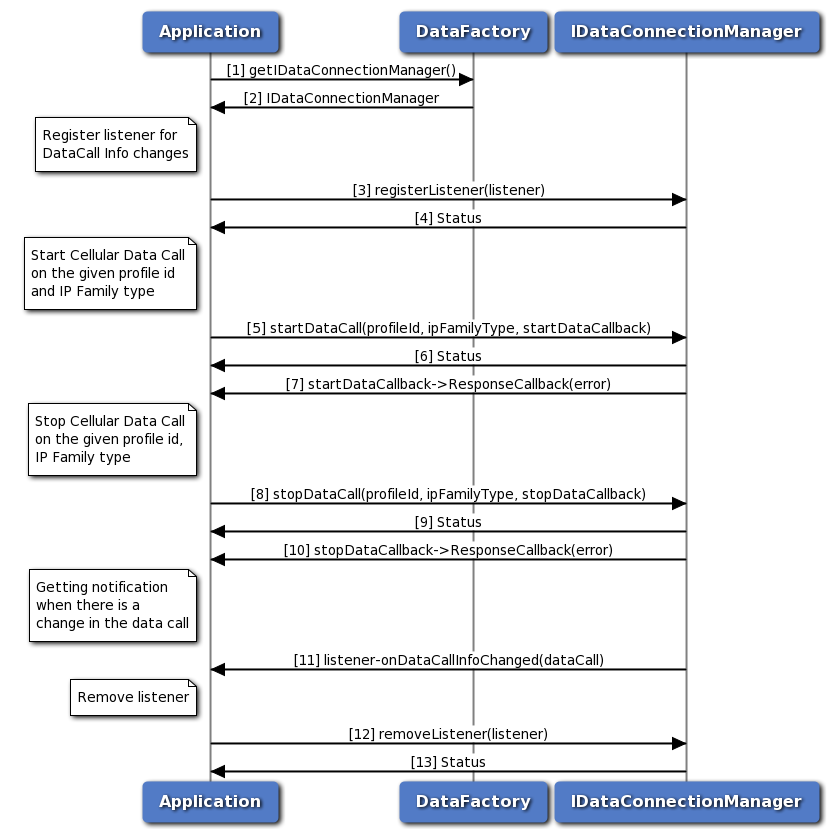 Application
DataFactory
IDataConnectionManager
[1] getIDataConnectionManager()
[2] IDataConnectionManager
Register listener for
DataCall Info changes
[3] registerListener(listener)
[4] Status
Start Cellular Data Call
on the given profile id
and IP Family type
[5] startDataCall(profileId, ipFamilyType, startDataCallback)
[6] Status
[7] startDataCallback->ResponseCallback(error)
Stop Cellular Data Call
on the given profile id,
IP Family type
[8] stopDataCall(profileId, ipFamilyType, stopDataCallback)
[9] Status
[10] stopDataCallback->ResponseCallback(error)
Getting notification
when there is a
change in the data call
[11] listener-onDataCallInfoChanged(dataCall)
Remove listener
[12] removeListener(listener)
[13] Status
Application
DataFactory
IDataConnectionManager